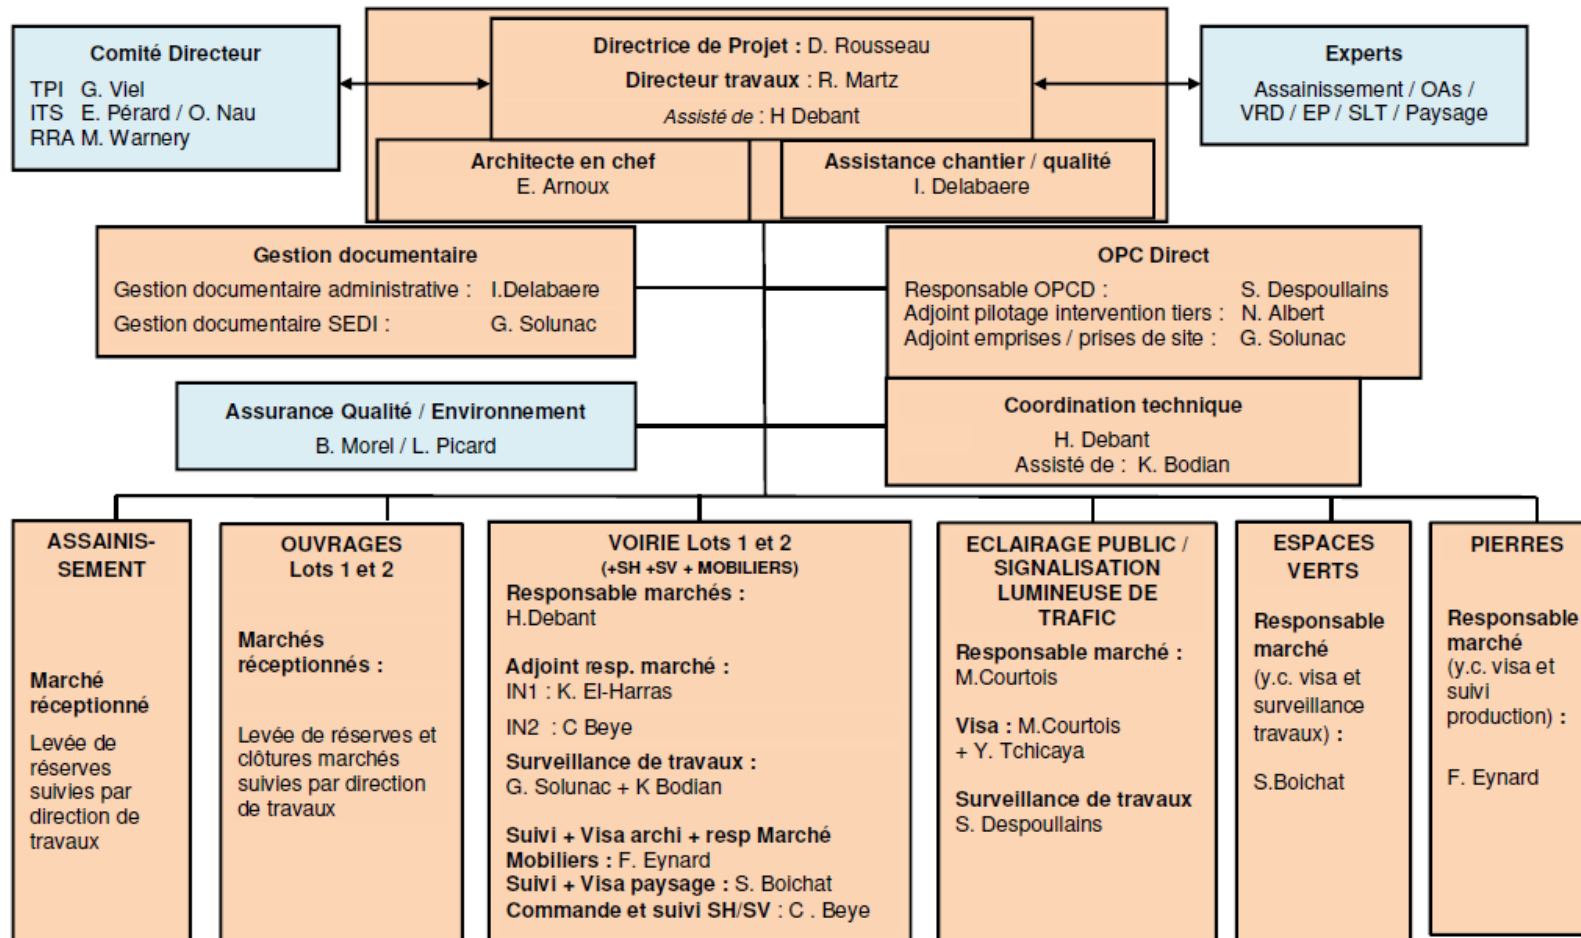 Comité Directeur
TPI G. Viel
ITS E. Pérard / O. Nau
RRA M. Warnery
Directrice de Projet : D. Rousseau
Directeur travaux : R. Martz
Assisté de : H Debant
Experts
Assainissement / OAs /
VRD / EP / SLT / Paysage
Architecte en chef
E. Arnoux
Assistance chantier / qualité
I. Delabaere
Gestion documentaire
Gestion documentaire administrative : I.Delabaere
Gestion documentaire SEDI : G. Solunac
OPC Direct
Responsable OPCD : S. Despoullains
Adjoint pilotage intervention tiers : N. Albert
Adjoint emprises / prises de site : G. Solunac
Assurance Qualité / Environnement
B. Morel / L. Picard
Coordination technique
H. Debant
Assisté de : K. Bodian
ASSAINIS-
SEMENT
Marché
réceptionné
Levée de
réserves
suivies par
direction de
travaux
OUVRAGES
Lots 1 et 2
Marchés
réceptionnés :
Levée de réserves et
clôtures marchés
suivies par direction
de travaux
VOIRIE Lots 1 et 2
(+SH +SV + MOBILIERS)
Responsable marchés :
H.Debant
Adjoint resp. marché :
IN1 : K. El-Harras
IN2 : C Beye
Surveillance de travaux :
G. Solunac + K Bodian
Suivi + Visa archi + resp Marché
Mobiliers : F. Eynard
Suivi + Visa paysage : S. Boichat
Commande et suivi SH/SV : C . Beye
ECLAIRAGE PUBLIC /
SIGNALISATION
LUMINEUSE DE
TRAFIC
Responsable marché :
M.Courtois
Visa : M.Courtois
+ Y. Tchicaya
Surveillance de travaux
S. Despoullains
ESPACES
VERTS
Responsable
marché
(y.c. visa et
surveillance
travaux) :
S.Boichat
PIERRES
Responsable
marché
(y.c. visa et
suivi
production) :
F. Eynard